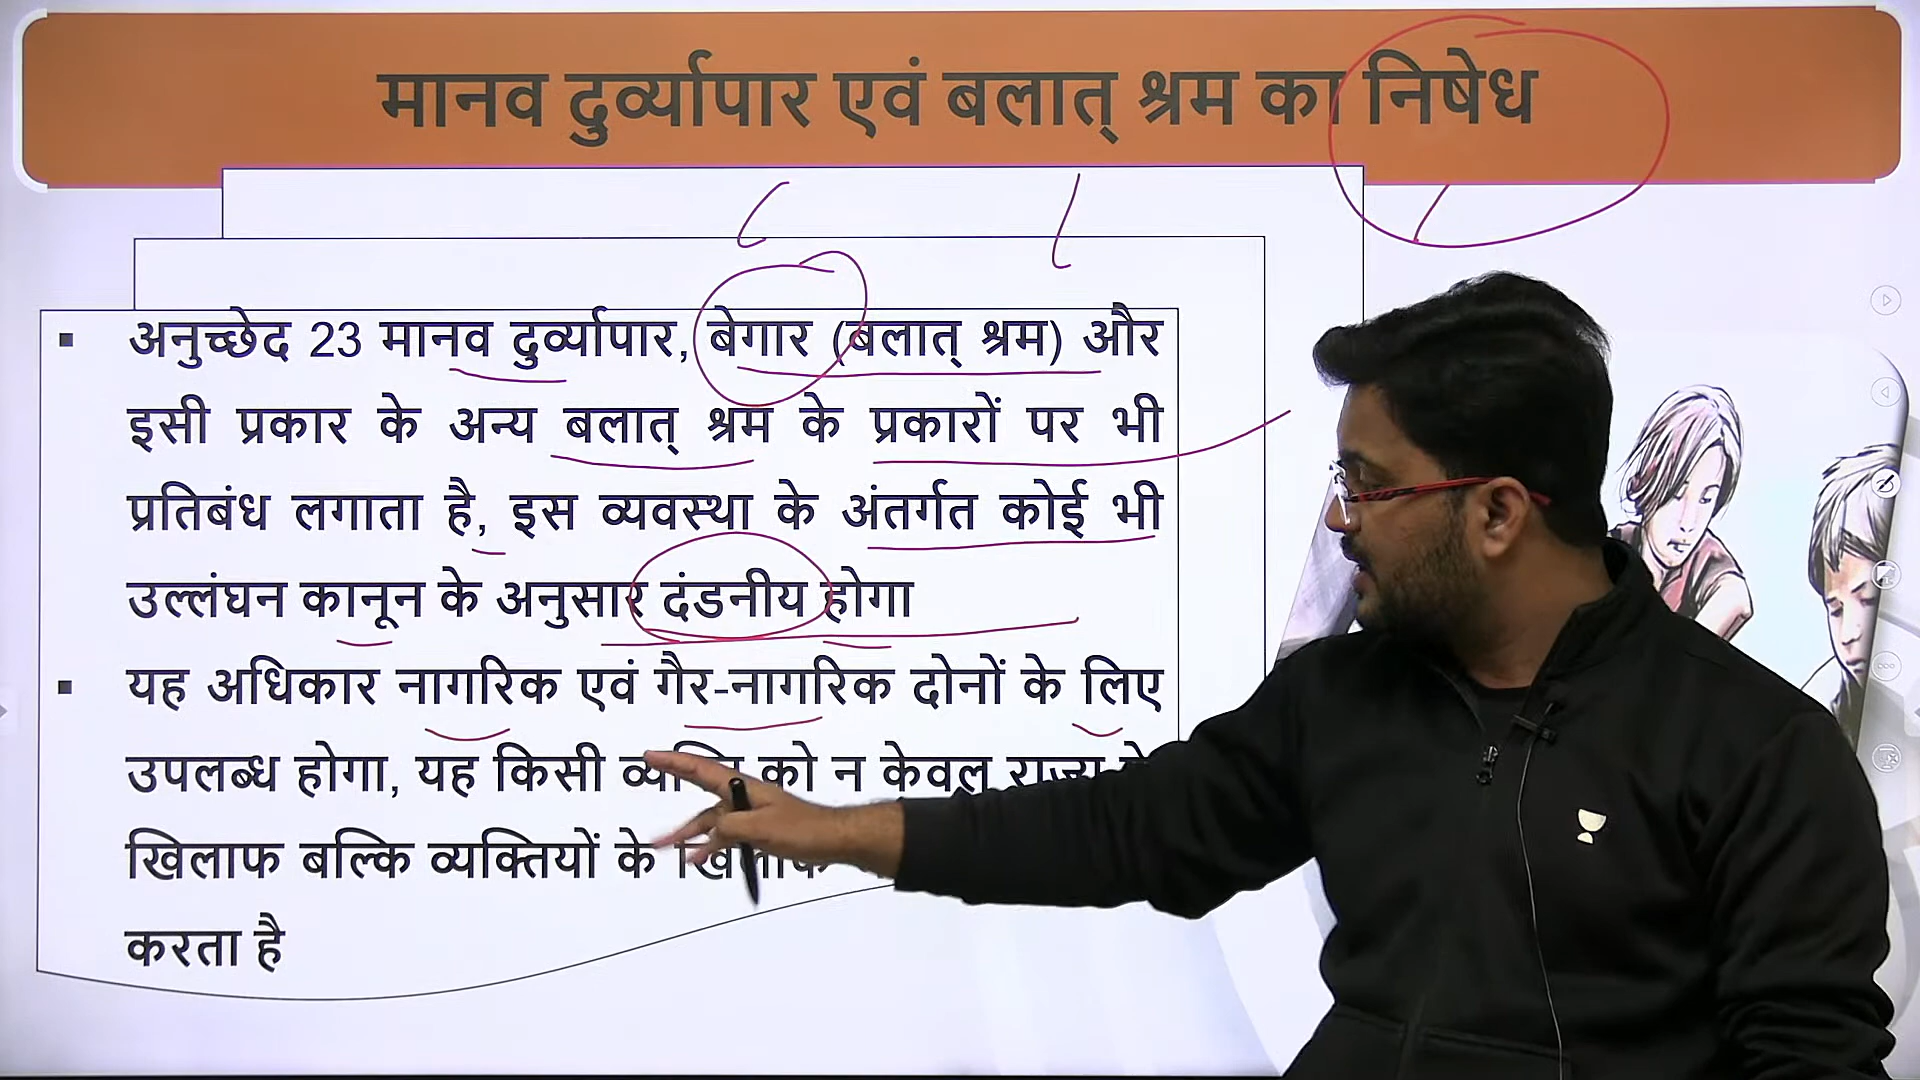 मानव दुर्व्यापार एवं बलात् श्रम का निषेध
▪ अनुच्छेद 23 मानव दुर्व्यापार, बेगार (बलात् श्रम) और
इसी प्रकार के अन्य बलात् श्रम के प्रकारों पर भी
प्रतिबंध लगाता है, इस व्यवस्था के अंतर्गत कोई भी
उल्लंघन कानून के अनुसार दंडनीय होगा
▪ यह अधिकार नागरिक एवं गैर-नागरिक दोनों के लिए
उपलब्ध होगा, यह किसी को न केवल राज्य
खिलाफ बल्कि व्यक्तियों के खिलाफ
करता है